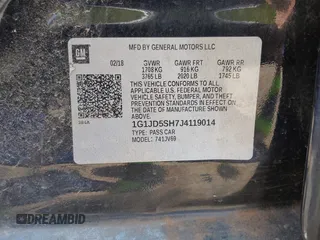 GM
MFD BY GENERAL MOTORS LLC
02/18 GVWR GAWR FRT GAWR RR
1708 KG 916 KG 792 KG
3765 LB 2020 LB 1745 LB
THIS VEHICLE CONFORMS TO ALL
APPLICABLE U.S. FEDERAL MOTOR
VEHICLE SAFETY, BUMPER, AND THEFT
PREVENTION STANDARDS IN EFFECT
ON THE DATE OF MANUFACTURE
SHOWN ABOVE.
1G1JD5SH7J4119014
TYPE: PASS CAR
MODEL: 741JV69
DREAMBID